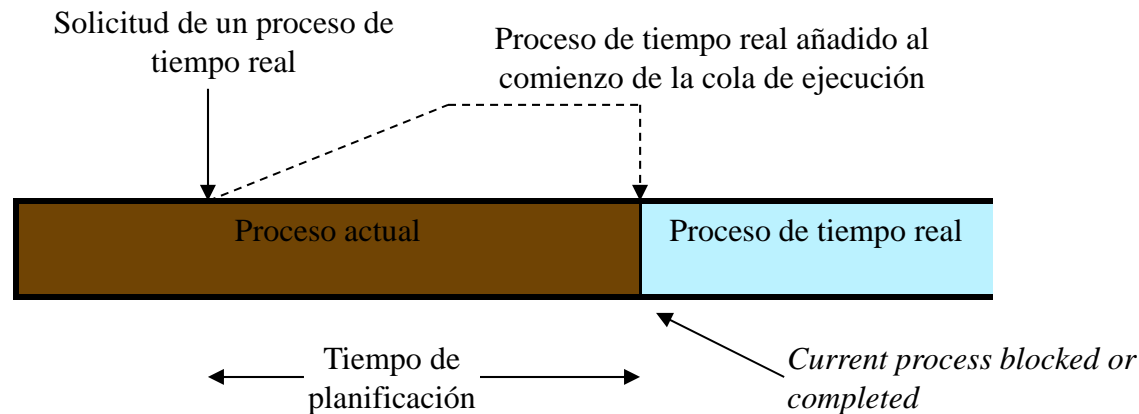 Solicitud de un proceso de
tiempo real
Proceso de tiempo real añadido al
comienzo de la cola de ejecución
Proceso actual
Proceso de tiempo real
Tiempo de
planificación
Current process blocked or
completed